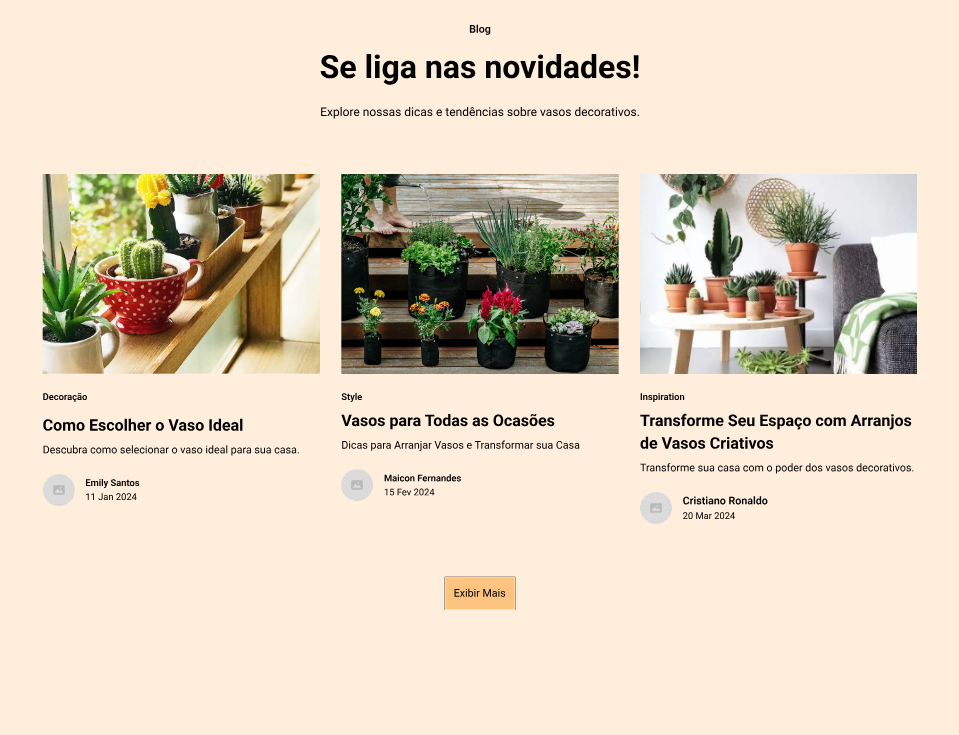 Blog
Se liga nas novidades!
Explore nossas dicas e tendências sobre vasos decorativos.
Decoração
Como Escolher o Vaso Ideal
Descubra como selecionar o vaso ideal para sua casa.
Emily Santos
11 Jan 2024
Style
Vasos para Todas as Ocasões
Dicas para Arranjar Vasos e Transformar sua Casa
Maicon Fernandes
15 Fev 2024
Inspiration
Transforme Seu Espaço com Arranjos
de Vasos Criativos
Transforme sua casa com o poder dos vasos decorativos.
Cristiano Ronaldo
20 Mar 2024
Exibir Mais